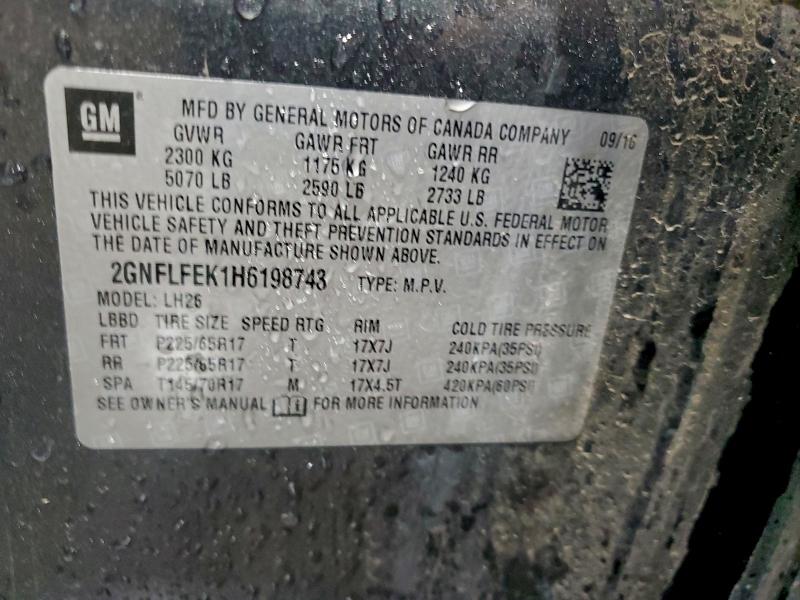 GM MFD BY GENERAL MOTORS OF CANADA COMPANY 09/16
GVWR GAWR FRT GAWR RR
2300 KG 1175 KG 1240 KG
5070 LB 2590 LB 2733 LB
THIS VEHICLE CONFORMS TO ALL APPLICABLE U.S. FEDERAL MOTOR
VEHICLE SAFETY AND THEFT PREVENTION STANDARDS IN EFFECT ON
THE DATE OF MANUFACTURE SHOWN ABOVE.
2GNFLFEK1H6198743 TYPE: M.P.V.
MODEL: LH26
LBBD TIRE SIZE SPEED RTG RIM COLD TIRE PRESSURE
FRT P225/65R17 T 17X7J 240KPA(35PSI)
RR P225/65R17 T 17X7J 240KPA(35PSI)
SPA T145/70R17 M 17X4.5T 420KPA(60PSI)
SEE OWNER'S MANUAL FOR MORE INFORMATION